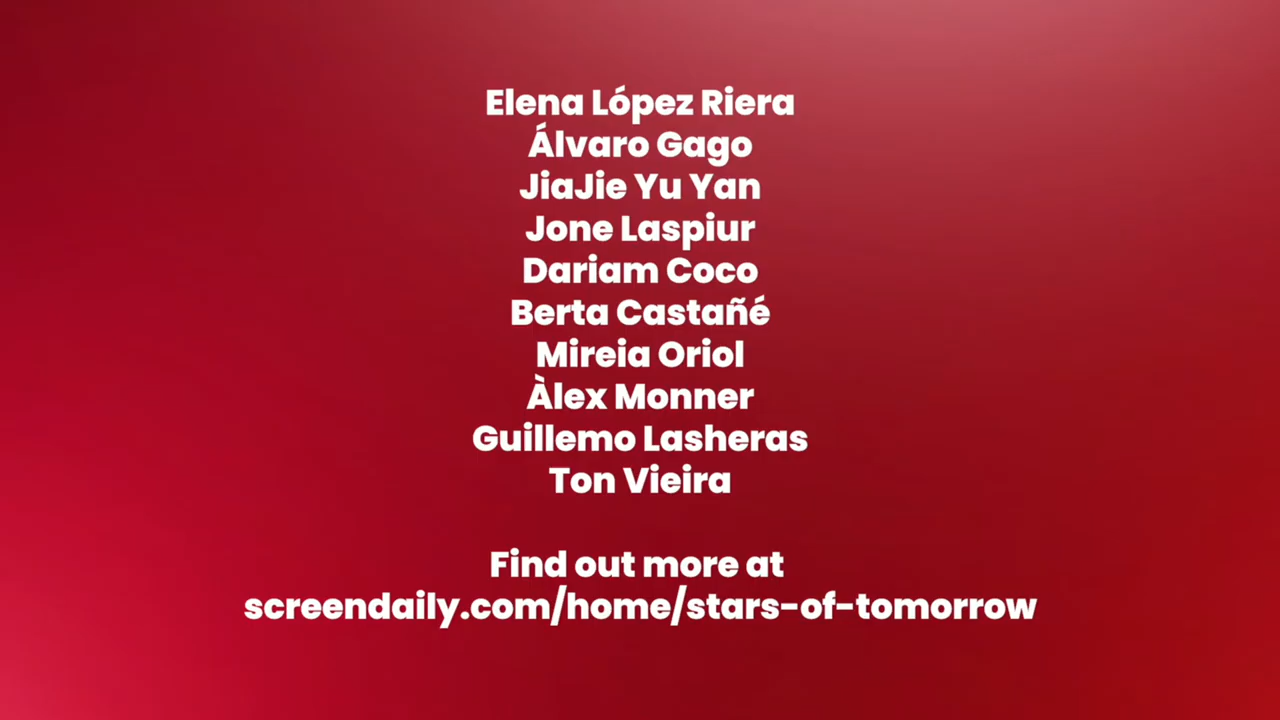 Elena López Riera
Álvaro Gago
JiaJie Yu Yan
Jone Laspiur
Dariam Coco
Berta Castañé
Mireia Oriol
Àlex Monner
Guillemo Lasheras
Ton Vieira
Find out more at
screendaily.com/home/stars-of-tomorrow